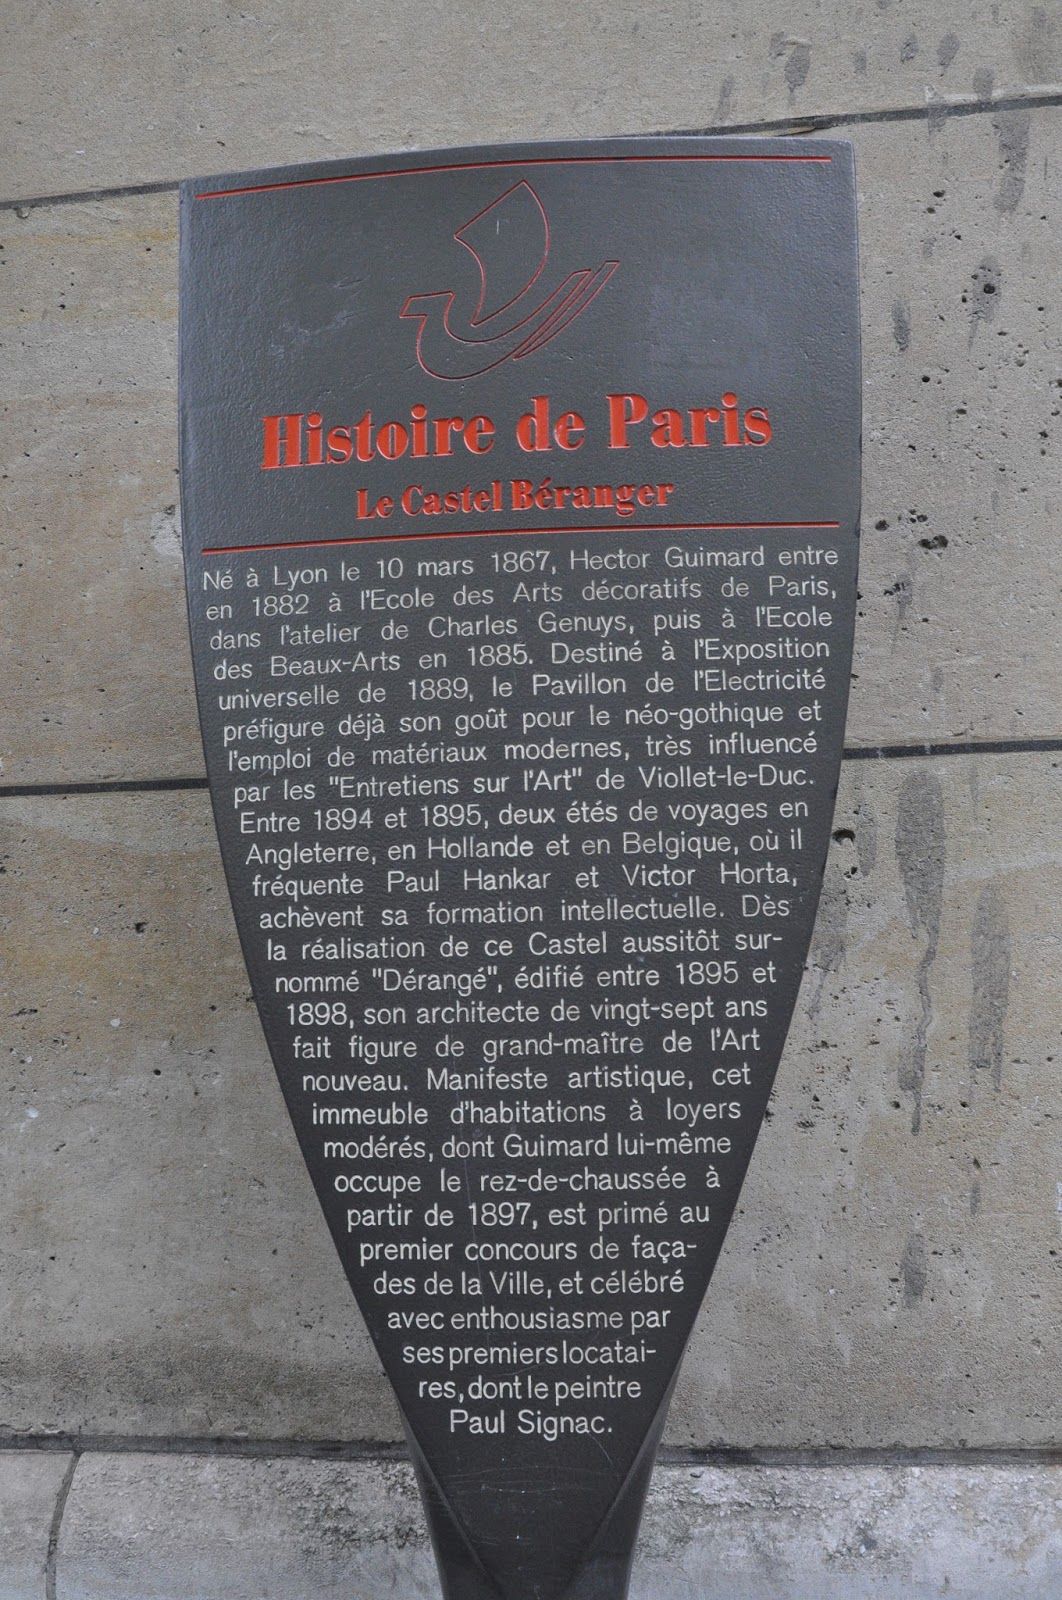 Histoire de Paris
Le Castel Béranger
Né à Lyon le 10 mars 1867, Hector Guimard entre
en 1882 à l'Ecole des Arts décoratifs de Paris,
dans l'atelier de Charles Genuys, puis à l'Ecole
des Beaux-Arts en 1885. Destiné à l'Exposition
universelle de 1889, le Pavillon de l'Electricité
préfigure déjà son goût pour le néo-gothique et
l'emploi de matériaux modernes, très influencé
par les "Entretiens sur l'Art" de Viollet-le-Duc.
Entre 1894 et 1895, deux étés de voyages en
Angleterre, en Hollande et en Belgique, où il
fréquente Paul Hankar et Victor Horta,
achèvent sa formation intellectuelle. Dès
la réalisation de ce Castel aussitôt sur-
nommé "Dérangé", édifié entre 1895 et
1898, son architecte de vingt-sept ans
fait figure de grand-maître de l'Art
nouveau. Manifeste artistique, cet
immeuble d'habitations à loyers
modérés, dont Guimard lui-même
occupe le rez-de-chaussée à
partir de 1897, est primé au
premier concours de faça-
des de la Ville, et célébré
avec enthousiasme par
ses premiers locatai-
res, dont le peintre
Paul Signac.